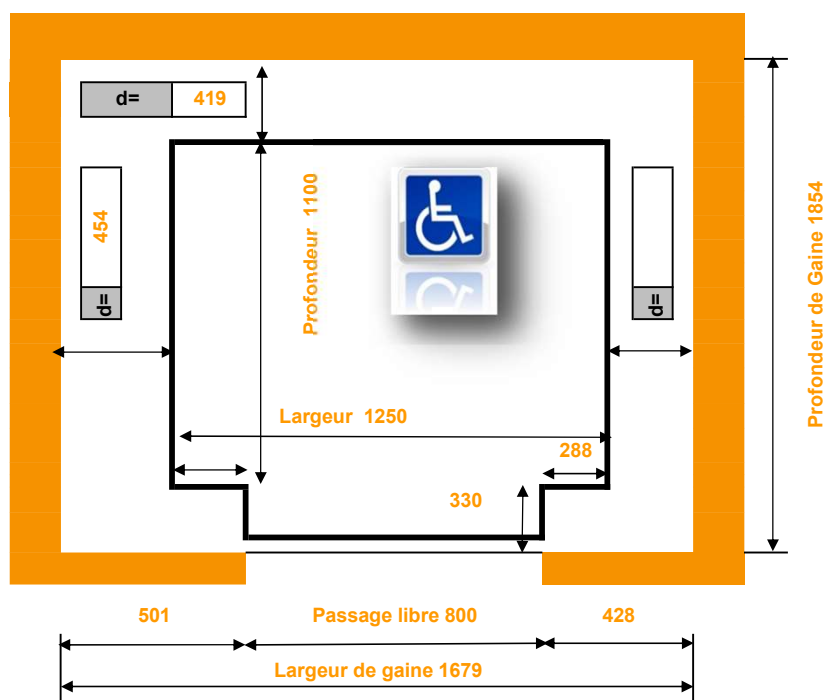 d= 419
454
d=
Profondeur 1100
d=
Profondeur de Gaine 1854
Largeur 1250
288
330
501 Passage libre 800 428
Largeur de gaine 1679